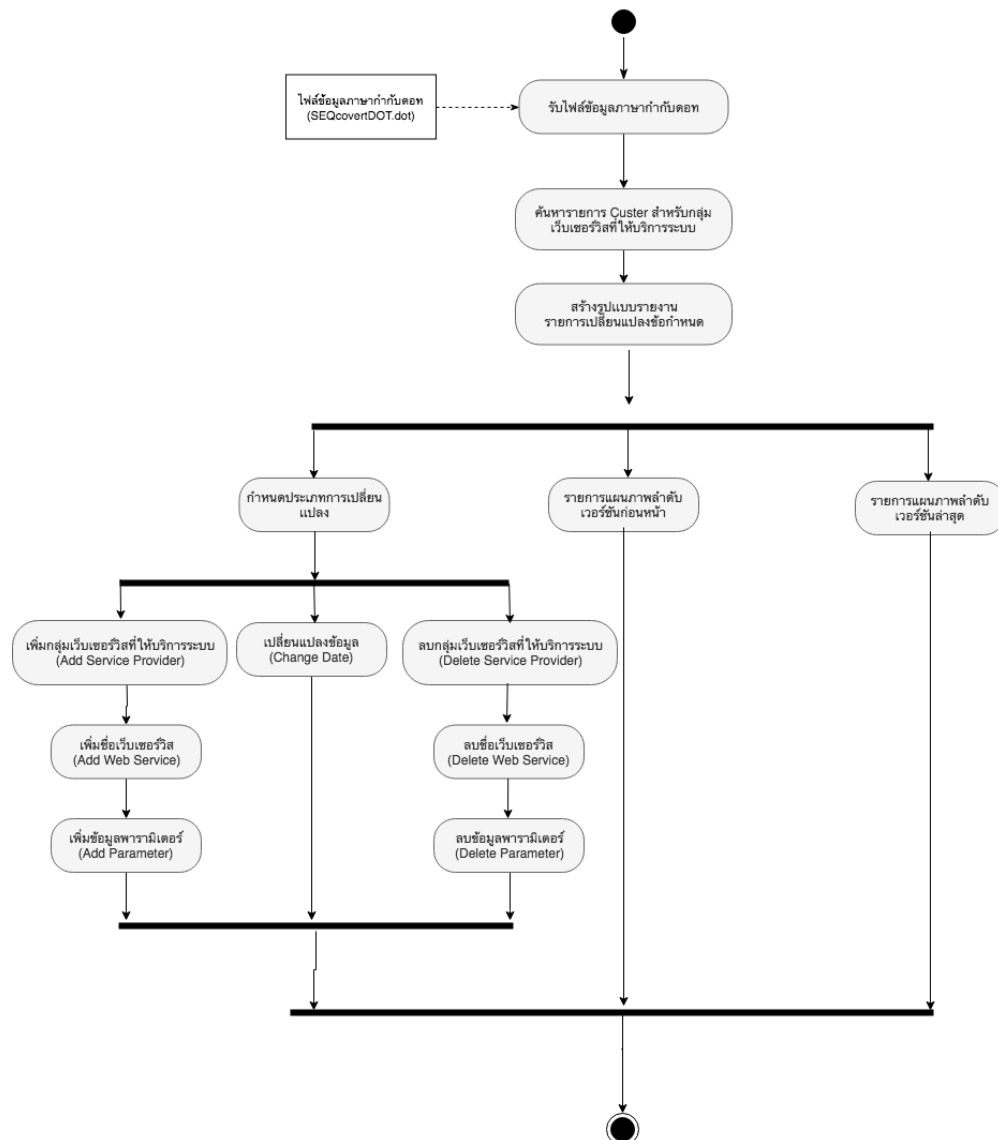 ไฟล์ข้อมูลภาษากำกับดอท
(SEQcovertDOT.dot)
รับไฟล์ข้อมูลภาษากำกับดอท
ค้นหารายการ Custer สำหรับกลุ่ม
เว็บเซอร์วิสที่ให้บริการระบบ
สร้างรูปแบบรายงาน
รายการเปลี่ยนแปลงข้อกำหนด
กำหนดประเภทการเปลี่ยน
แปลง
รายการแผนภาพลำดับ
เวอร์ชันก่อนหน้า
รายการแผนภาพลำดับ
เวอร์ชันล่าสุด
เพิ่มกลุ่มเว็บเซอร์วิสที่ให้บริการระบบ
(Add Service Provider)
เปลี่ยนแปลงข้อมูล
(Change Date)
ลบกลุ่มเว็บเซอร์วิสที่ให้บริการระบบ
(Delete Service Provider)
เพิ่มชื่อเว็บเซอร์วิส
(Add Web Service)
ลบชื่อเว็บเซอร์วิส
(Delete Web Service)
เพิ่มข้อมูลพารามิเตอร์
(Add Parameter)
ลบข้อมูลพารามิเตอร์
(Delete Parameter)